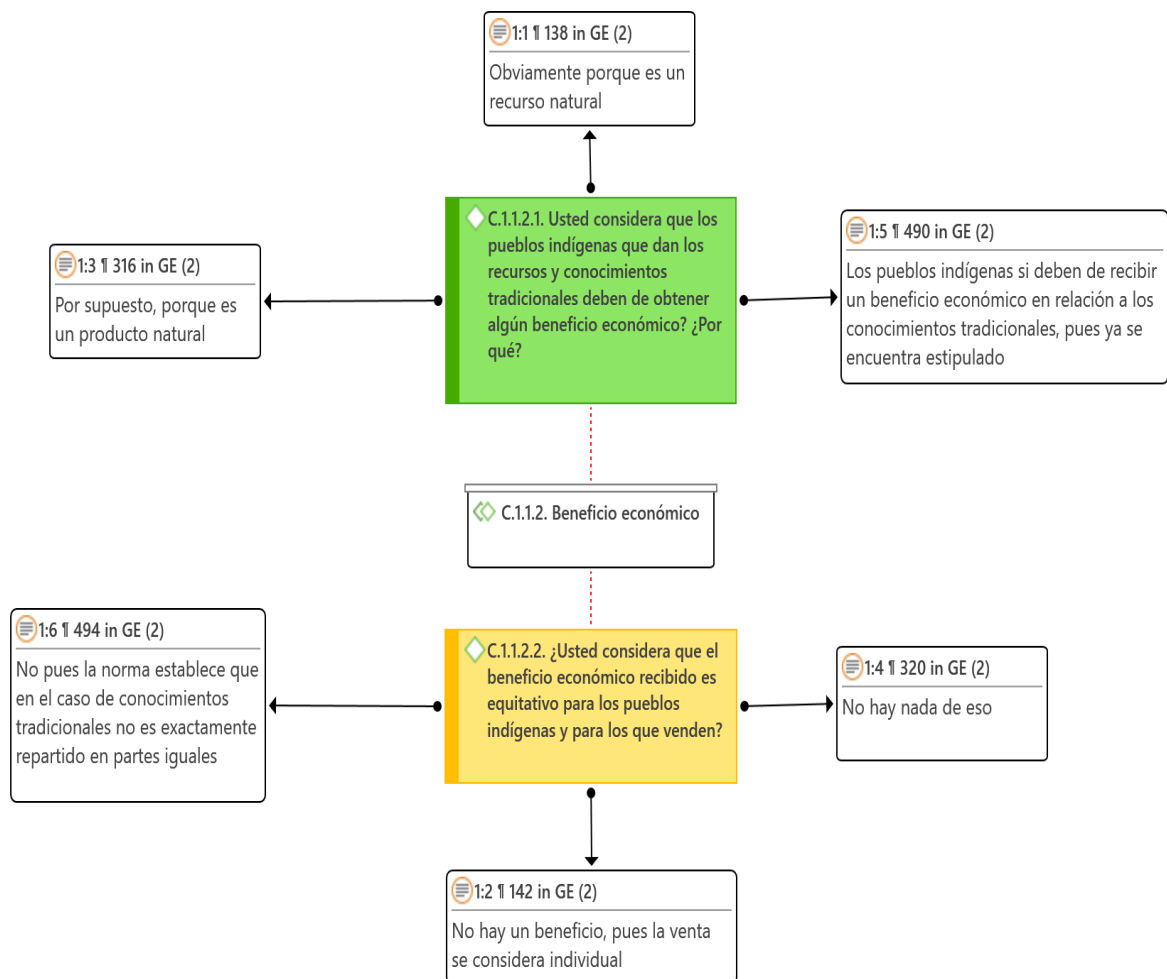 1:1 ¶ 138 in GE (2)
Obviamente porque es un
recurso natural
C.1.1.2.1. Usted considera que los
pueblos indígenas que dan los
recursos y conocimientos
tradicionales deben de obtener
algún beneficio económico? ¿Por
qué?
1:3 ¶ 316 in GE (2)
Por supuesto, porque es
un producto natural
1:5 ¶ 490 in GE (2)
Los pueblos indígenas si deben de recibir
un beneficio económico en relación a los
conocimientos tradicionales, pues ya se
encuentra estipulado
C.1.1.2. Beneficio económico
1:6 ¶ 494 in GE (2)
No pues la norma establece que
en el caso de conocimientos
tradicionales no es exactamente
repartido en partes iguales
C.1.1.2.2. ¿Usted considera que el
beneficio económico recibido es
equitativo para los pueblos
indígenas y para los que venden?
1:4 ¶ 320 in GE (2)
No hay nada de eso
1:2 ¶ 142 in GE (2)
No hay un beneficio, pues la venta
se considera individual